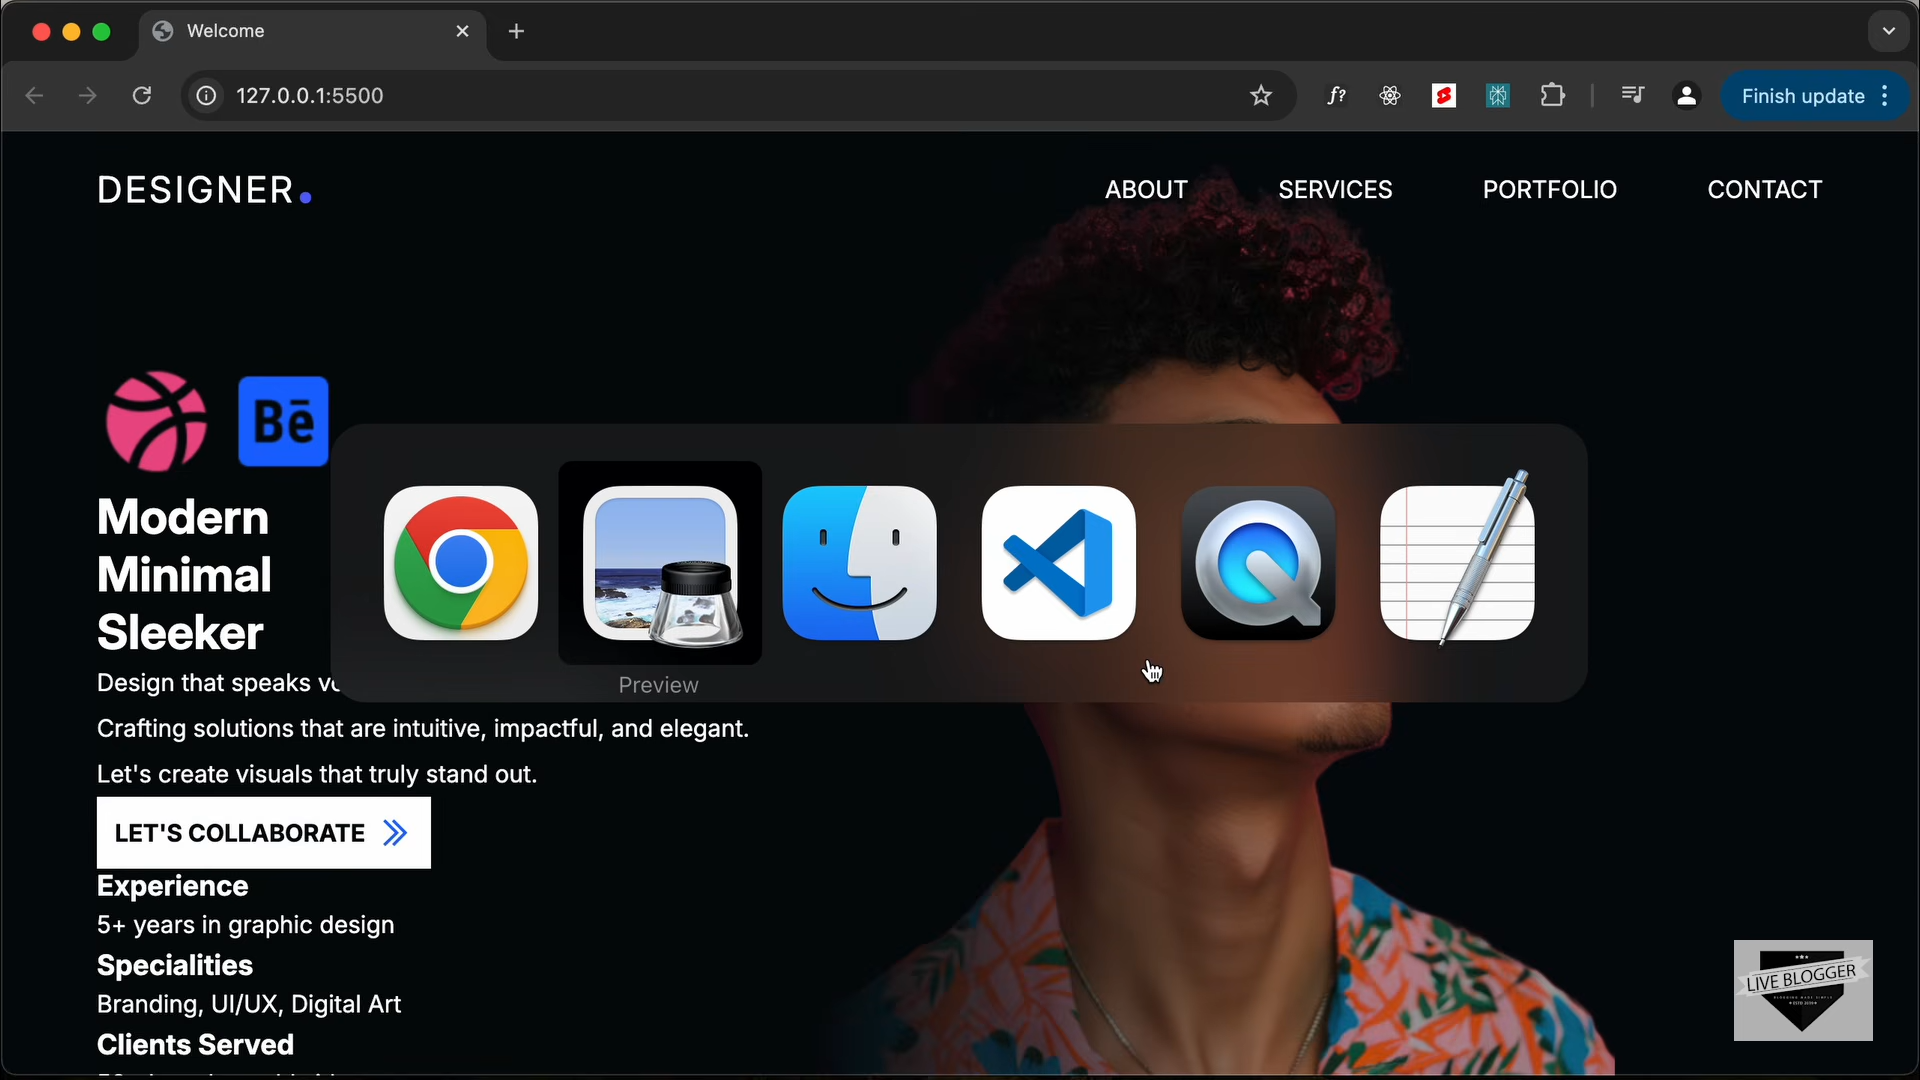 Welcome
127.0.0.1:5500
f?
Finish update
DESIGNER.
ABOUT
SERVICES
PORTFOLIO
CONTACT
Bē
Modern
Minimal
Sleeker
Preview
Design that speaks
Crafting solutions that are intuitive, impactful, and elegant.
Let's create visuals that truly stand out.
LET'S COLLABORATE
Experience
5+ years in graphic design
Specialities
Branding, UI/UX, Digital Art
Clients Served
LIVE BLOGGER